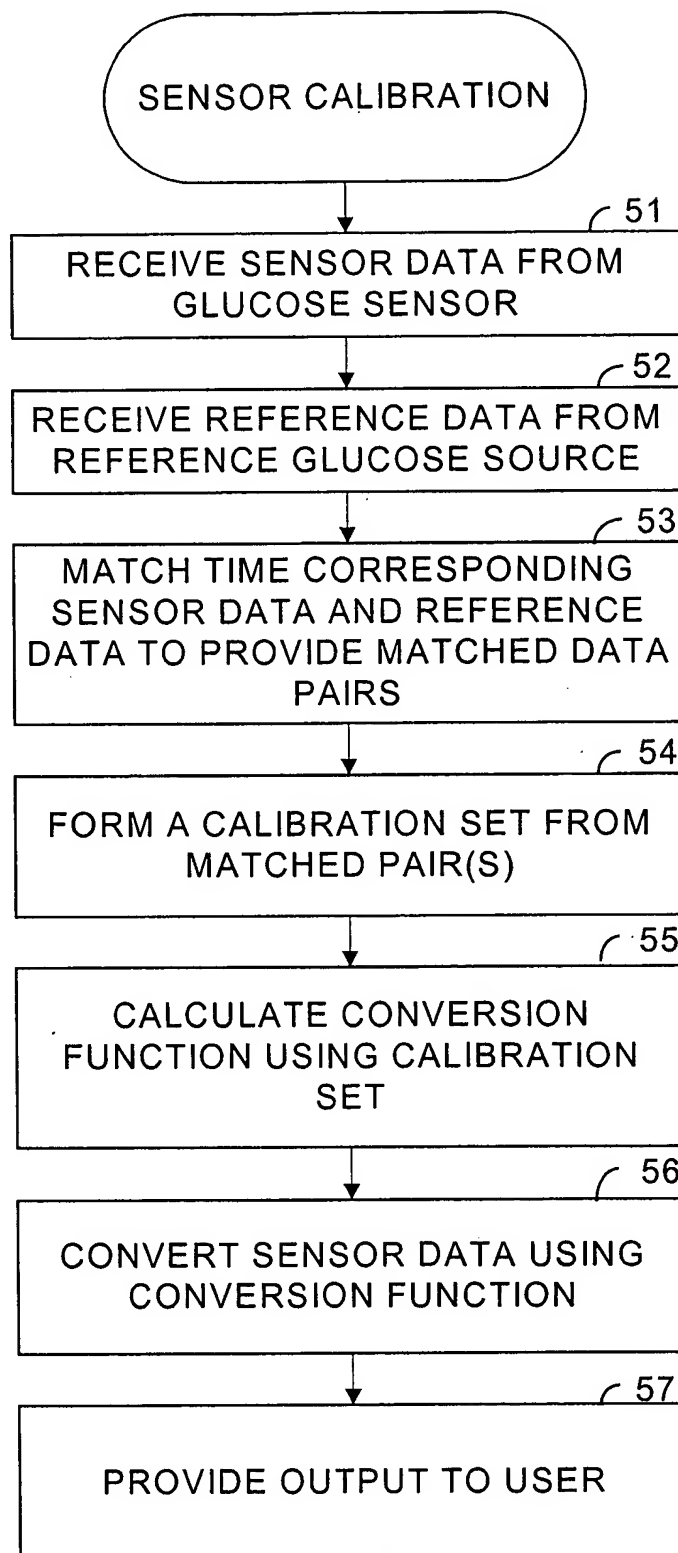 SENSOR CALIBRATION
51
RECEIVE SENSOR DATA FROM
GLUCOSE SENSOR
52
RECEIVE REFERENCE DATA FROM
REFERENCE GLUCOSE SOURCE
53
MATCH TIME CORRESPONDING
SENSOR DATA AND REFERENCE
DATA TO PROVIDE MATCHED DATA
PAIRS
54
FORM A CALIBRATION SET FROM
MATCHED PAIR(S)
55
CALCULATE CONVERSION
FUNCTION USING CALIBRATION
SET
56
CONVERT SENSOR DATA USING
CONVERSION FUNCTION
57
PROVIDE OUTPUT TO USER